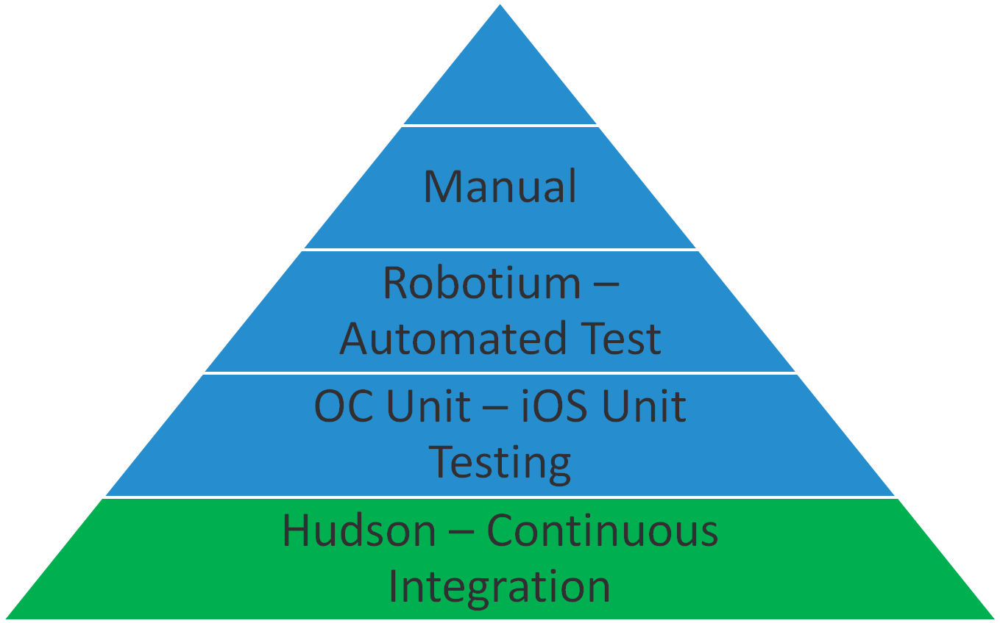 Manual
Robotium –
Automated Test
OC Unit – iOS Unit
Testing
Hudson – Continuous
Integration